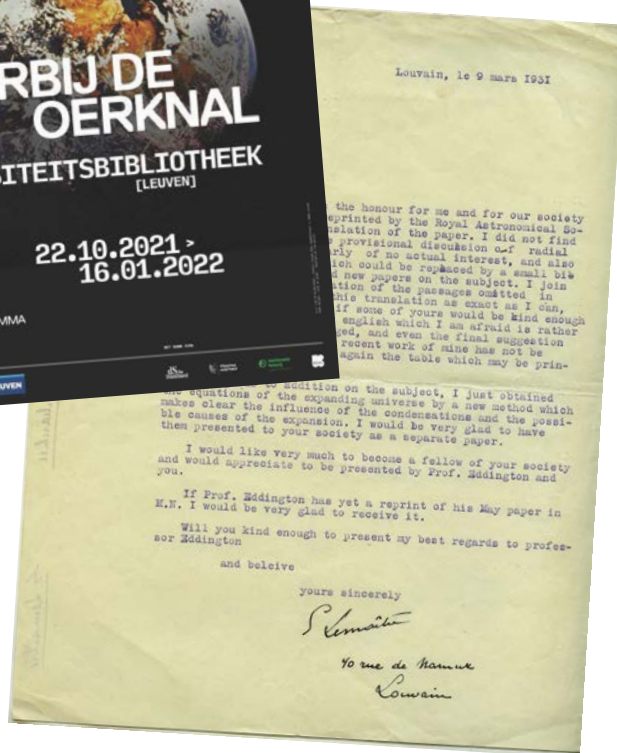 RBIJ DE
OERKNAL
SITEITSBIBLIOTHEEK
[LEUVEN]
22.10.2021 >
16.01.2022
MMA
UVEN
Louvain, le 9 mars 1931
the honour for me and for our society
eprinted by the Royal Astronomical So-
nslation of the paper. I did not find
provisional discussion of radial
rly of no actual interest, and also
ich could be replaced by a small bib
d new papers on the subject. I join
ation of the passages omitted in
his translation as exact as I can,
if some of yours would be kind enough
english which I am afraid is rather
ged, and even the final suggestion
recent work of mine has not be
again the table which may be prin-
to addition on the subject, I just obtained
equations of the expanding universe by a new method which
makes clear the influence of the condensations and the possi-
ble causes of the expansion. I would be very glad to have
them presented to your society as a separate paper.
I would like very much to become a fellow of your society
and would appreciate to be presented by Prof. Eddington and
you.
If Prof. Eddington has yet a reprint of his May paper in
M.N. I would be very glad to receive it.
Will you kind enough to present my best regards to profes-
sor Eddington
and beleive
yours sincerely
G Lemaître
40 rue de Namur
Louvain